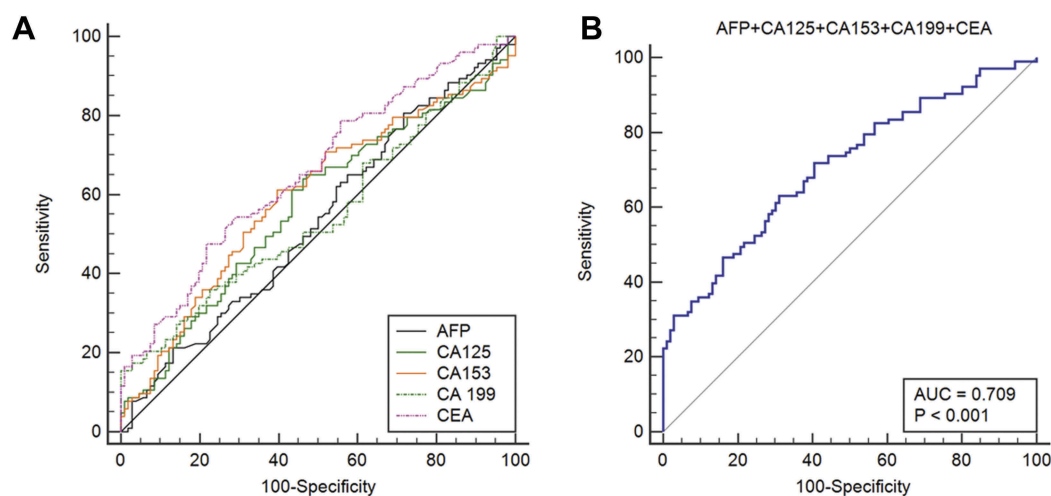 A
Sensitivity
100
80
60
40
20
0
0 20 40 60 80 100
100-Specificity
AFP
CA125
CA153
CA 199
CEA
B
AFP+CA125+CA153+CA199+CEA
Sensitivity
100
80
60
40
20
0
0 20 40 60 80 100
100-Specificity
AUC = 0.709
P < 0.001